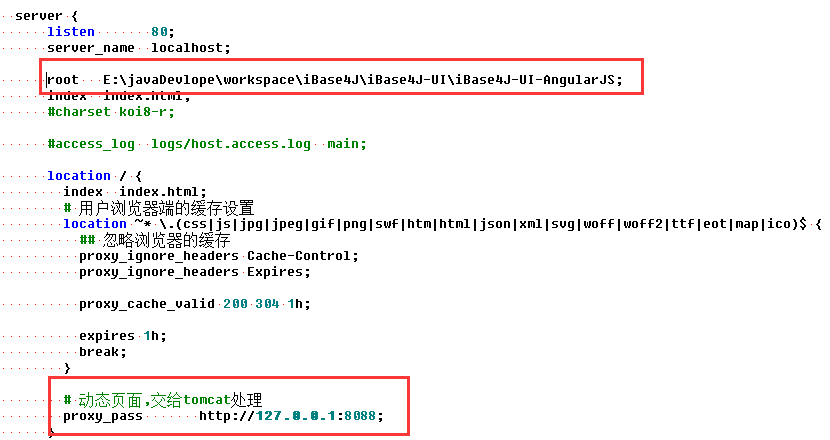 server {
listen 80;
server_name localhost;
root E:\javaDevlope\workspace\iBase4J\iBase4J-UI\iBase4J-UI-AngularJS;
index index.html;
#charset koi8-r;
#access_log logs/host.access.log main;
location / {
index index.html;
# 用户浏览器端的缓存设置
location ~* \.(css|js|jpg|jpeg|gif|png|swf|htm|html|json|xml|svg|woff|woff2|ttf|eot|map|ico)$ {
## 忽略浏览器的缓存
proxy_ignore_headers Cache-Control;
proxy_ignore_headers Expires;
proxy_cache_valid 200 304 1h;
expires 1h;
break;
}
# 动态页面,交给tomcat处理
proxy_pass http://127.0.0.1:8088;
}